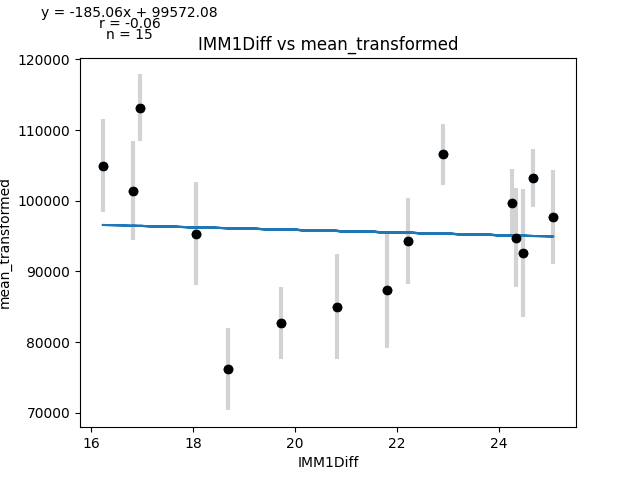 y = -185.06x + 99572.08
r = -0.06
n = 15
IMM1Diff vs mean_transformed
120000
110000
100000
90000
80000
70000
mean_transformed
16
18
20
22
24
IMM1Diff